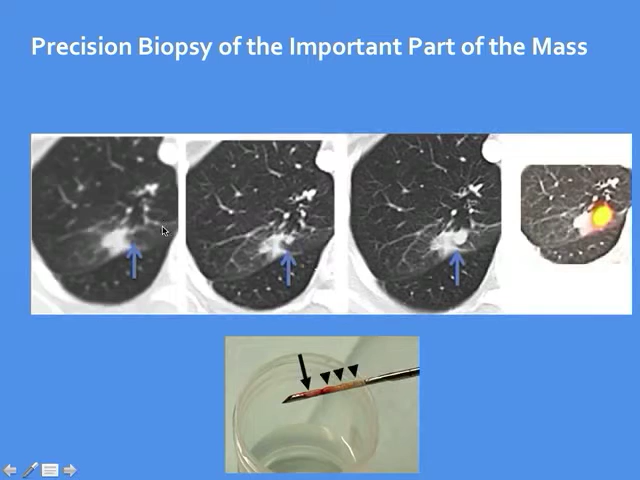 Precision Biopsy of the Important Part of the Mass